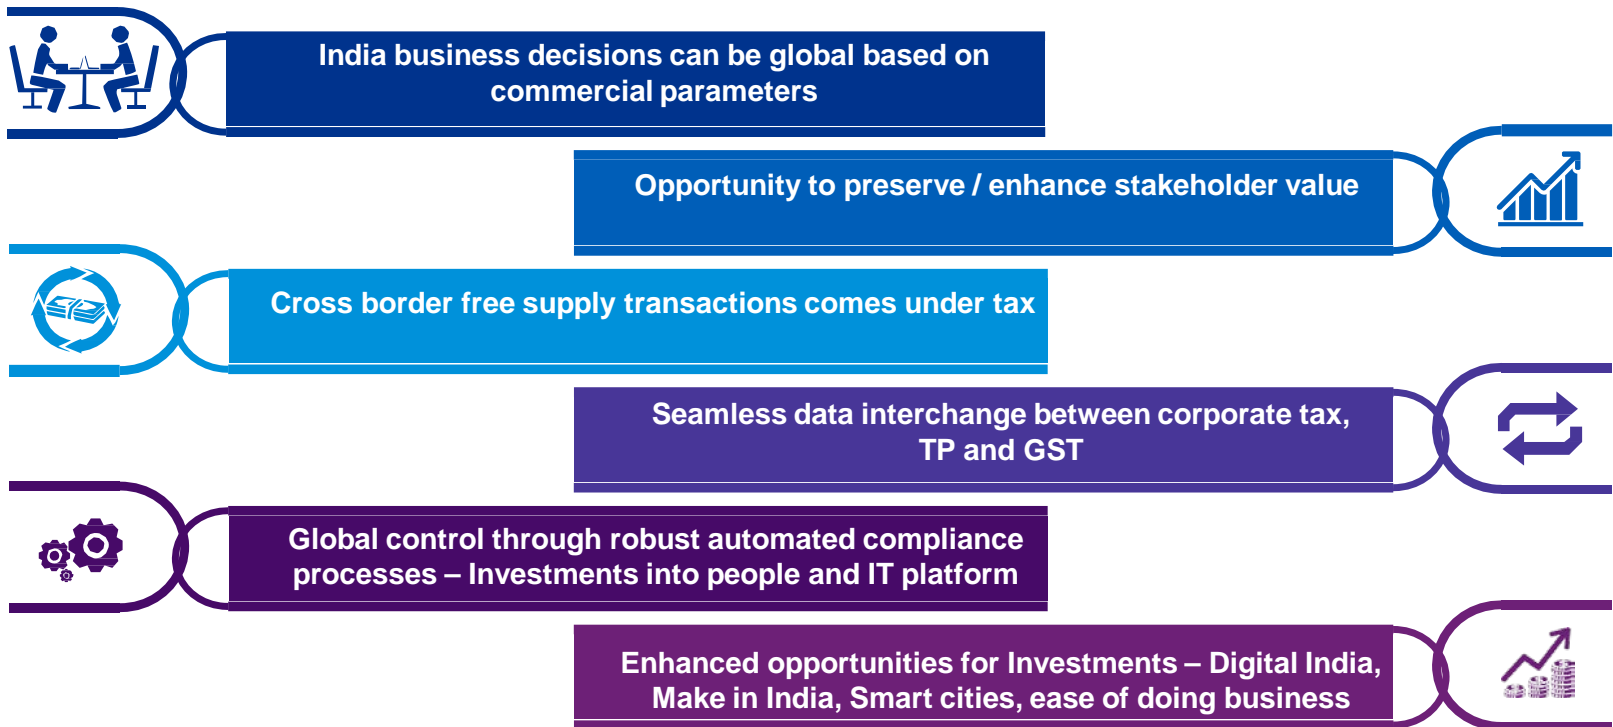 India business decisions can be global based on
commercial parameters
Opportunity to preserve / enhance stakeholder value
Cross border free supply transactions comes under tax
Seamless data interchange between corporate tax,
TP and GST
Global control through robust automated compliance
processes – Investments into people and IT platform
Enhanced opportunities for Investments – Digital India,
Make in India, Smart cities, ease of doing business